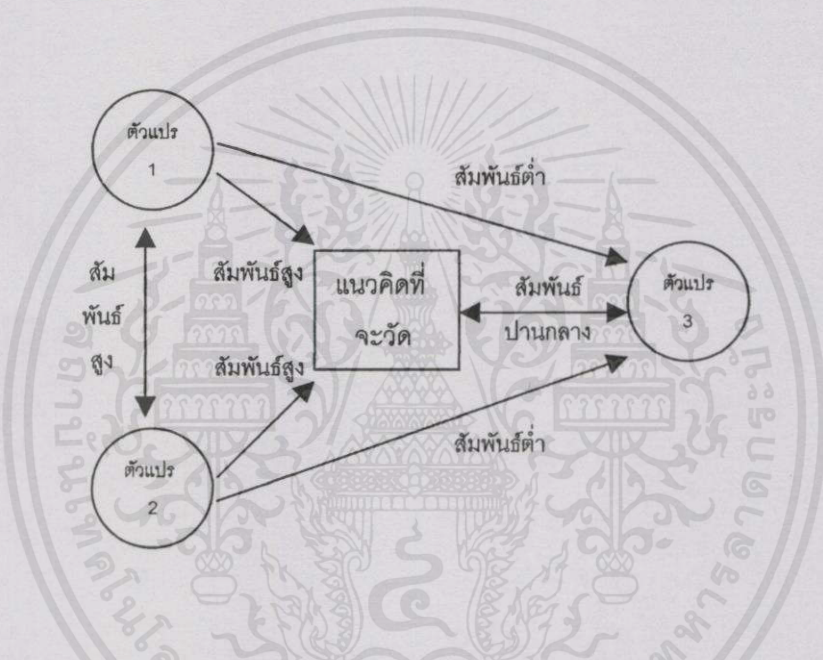 ตัวแปร
1
สัมพันธ์ต่ำ
สัม
พันธ์
สูง
สัมพันธ์สูง
แนวคิดที่
จะวัด
สัมพันธ์
ปานกลาง
ตัวแปร
3
สัมพันธ์สูง
สัมพันธ์ต่ำ
ตัวแปร
2